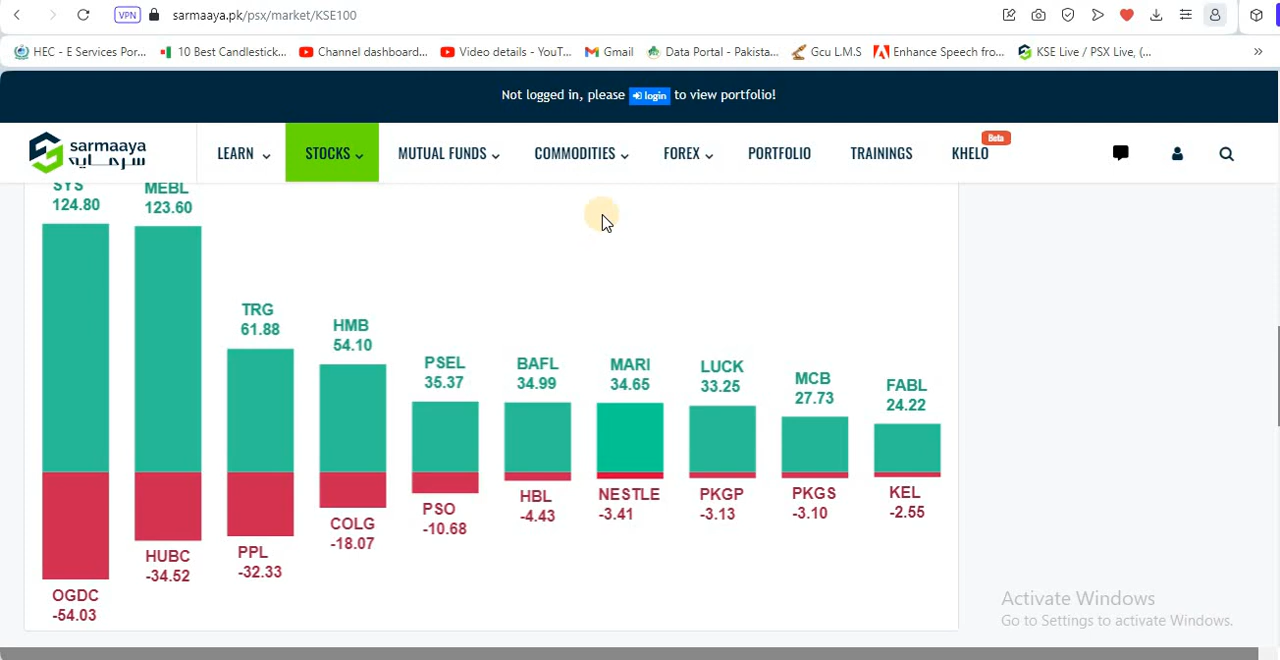 VPN
sarmaaya.pk/psx/market/KSE100
HEC - E Services Por...
10 Best Candlestick...
Channel dashboard...
Video details - YouT...
Gmail
Data Portal - Pakista...
Gcu L.M.S
Enhance Speech fro...
KSE Live / PSX Live, (...
»
Not logged in, please login to view portfolio!
sarmaaya
سرمایہ
LEARN
STOCKS
MUTUAL FUNDS
COMMODITIES
FOREX
PORTFOLIO
TRAININGS
KHELO
Beta
SYS
124.80
MEBL
123.60
TRG
61.88
HMB
54.10
PSEL
35.37
BAFL
34.99
MARI
34.65
LUCK
33.25
MCB
27.73
FABL
24.22
OGDC
-54.03
HUBC
-34.52
PPL
-32.33
COLG
-18.07
PSO
-10.68
HBL
-4.43
NESTLE
-3.41
PKGP
-3.13
PKGS
-3.10
KEL
-2.55
Activate Windows
Go to Settings to activate Windows.